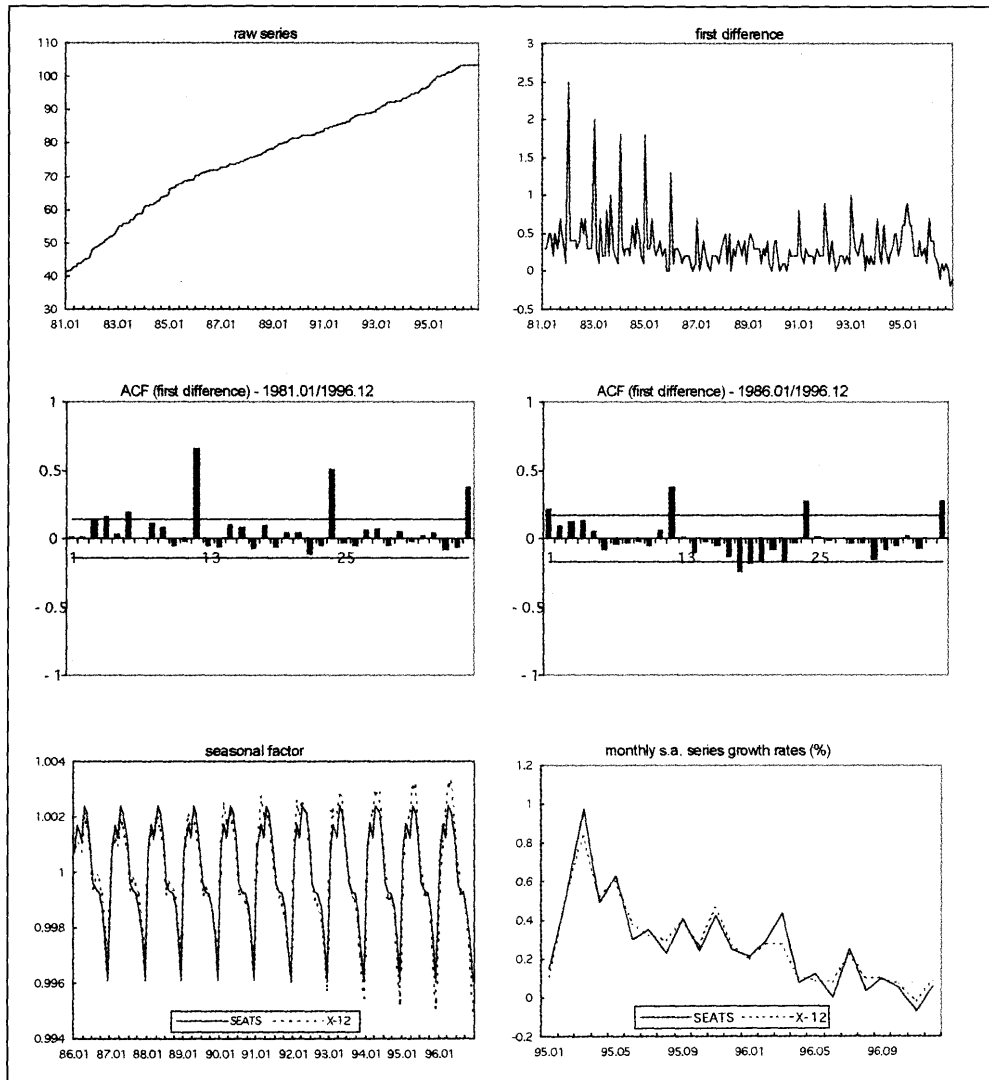 raw series
110
100
90
80
70
60
50
40
30
81.01 83.01 85.01 87.01 89.01 91.01 93.01 95.01
first difference
3
2.5
2
1.5
1
0.5
0
-0.5
81.01 83.01 85.01 87.01 89.01 91.01 93.01 95.01
ACF (first difference) - 1981.01/1996.12
1
0.5
0
1 13 25
-0.5
-1
ACF (first difference) - 1986.01/1996.12
1
0.5
0
1 13 25
-0.5
-1
seasonal factor
1.004
1.002
1
0.998
0.996
0.994
SEATS X-12
86.01 87.01 88.01 89.01 90.01 91.01 92.01 93.01 94.01 95.01 96.01
monthly s.a. series growth rates (%)
1.2
1
0.8
0.6
0.4
0.2
0
SEATS X-12
95.01 95.05 95.09 96.01 96.05 96.09